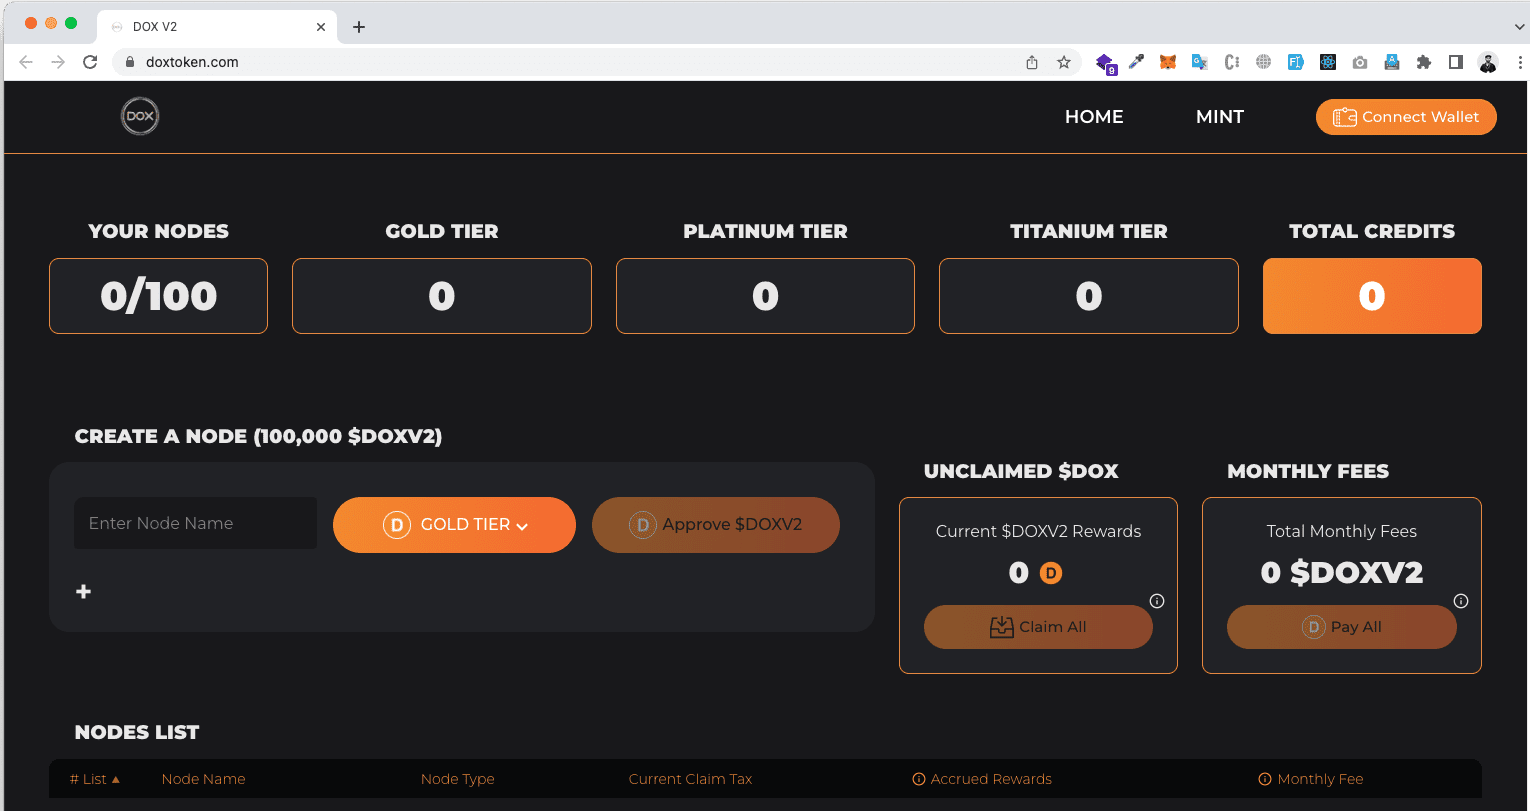 DOX V2
doxtoken.com
9
DOX
HOME
MINT
Connect Wallet
YOUR NODES
GOLD TIER
PLATINUM TIER
TITANIUM TIER
TOTAL CREDITS
0/100
0
0
0
0
CREATE A NODE (100,000 $DOXV2)
Enter Node Name
D GOLD TIER
D Approve $DOXV2
UNCLAIMED $DOX
Current $DOXV2 Rewards
0 D
Claim All
MONTHLY FEES
Total Monthly Fees
0 $DOXV2
D Pay All
NODES LIST
# List
Node Name
Node Type
Current Claim Tax
Accrued Rewards
Monthly Fee